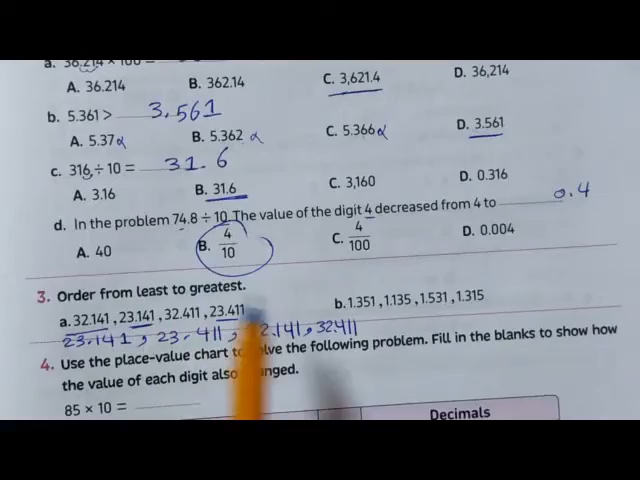 a. 36.214 × 100 =
A. 36.214 B. 362.14 C. 3,621.4 D. 36,214
b. 5.361 > 3.561
A. 5.37 B. 5.362 C. 5.366 D. 3.561
c. 316 ÷ 10 = 31.6
A. 3.16 B. 31.6 C. 3,160 D. 0.316
d. In the problem 74.8 ÷ 10, The value of the digit 4 decreased from 4 to 0.4
A. 40 B. 4/10 C. 4/100 D. 0.004
3. Order from least to greatest.
a. 32.141 , 23.141 , 32.411 , 23.411 b. 1.351 , 1.135 , 1.531 , 1.315
23.141 , 23.411 , 32.141 , 32.411
4. Use the place-value chart to solve the following problem. Fill in the blanks to show how
the value of each digit also changed.
85 × 10 =
Decimals